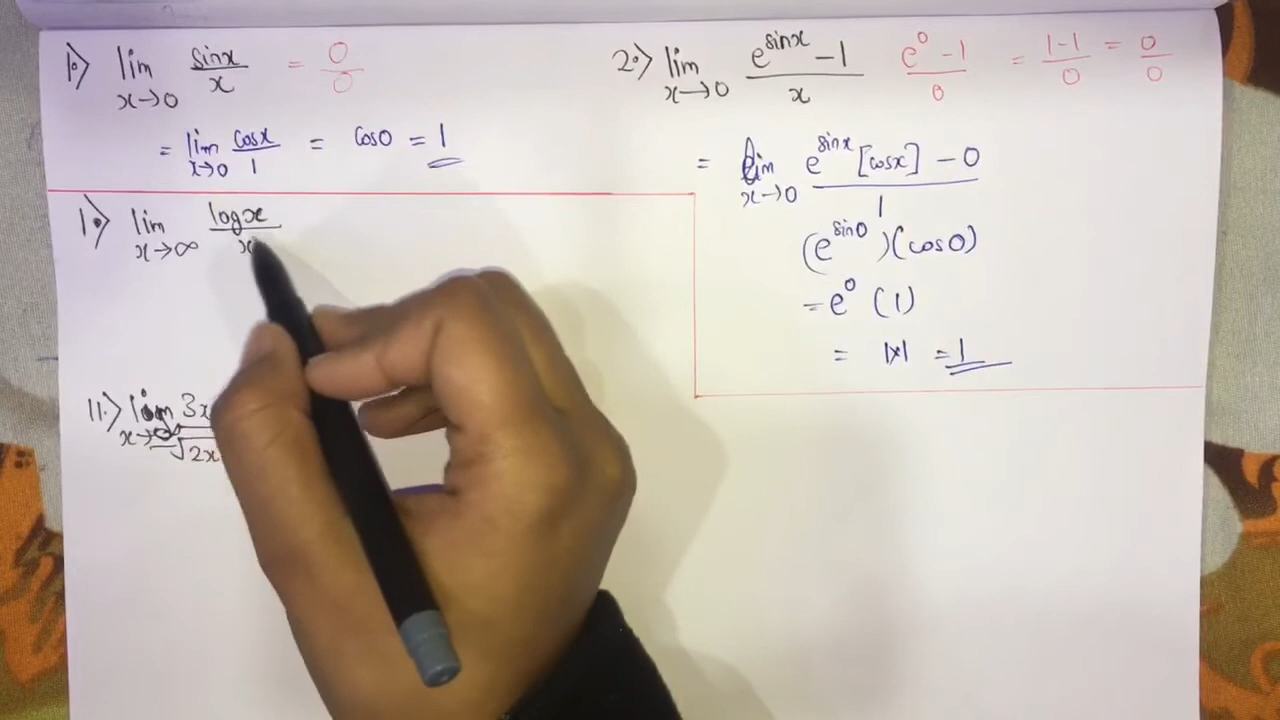 1.> lim x→0 sinx/x = 0/0
= lim x→0 cosx/1 = cos0 = 1
2.> lim x→0 e^sinx −1/x e^0 −1/0 = 1−1/0 = 0/0
= lim x→0 e^sinx [cosx] − 0/1
(e^sin0)(cos0)
= e^0 (1)
= 1×1 = 1
1.> lim x→∞ logx/x
11.> lim x→∞ 3x
√2x